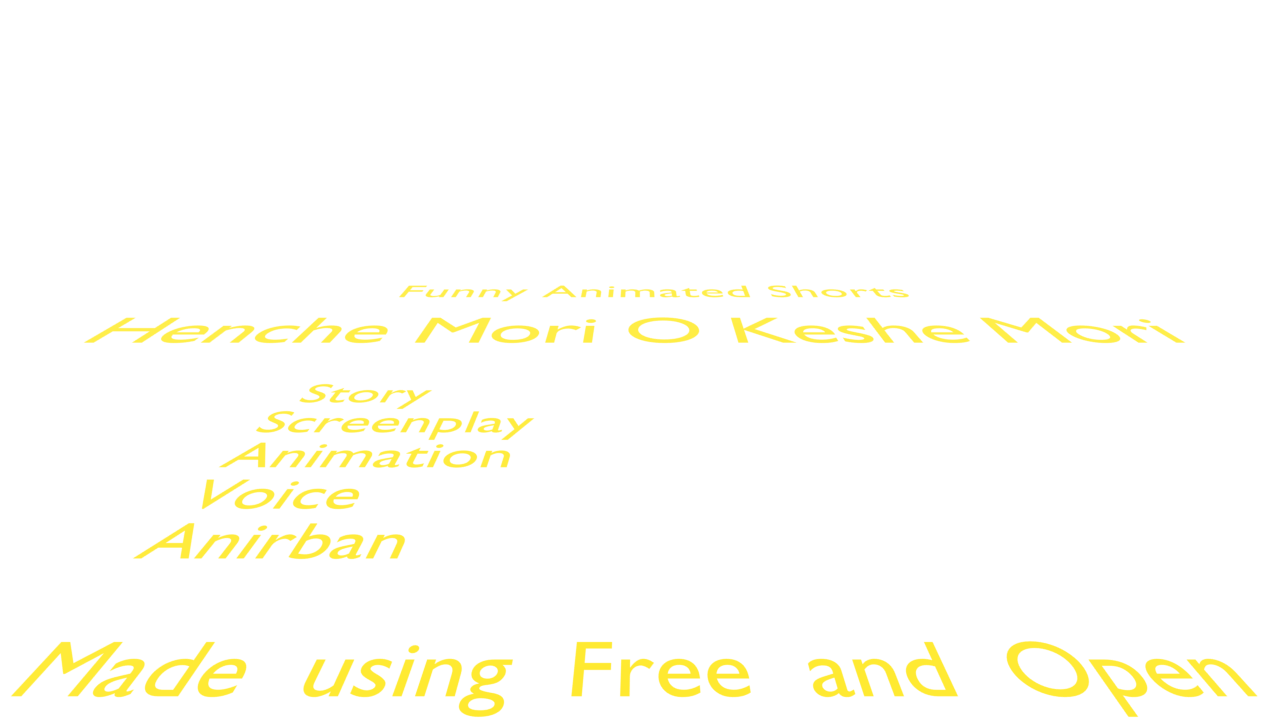 Funny Animated Shorts
Henche Mori O Keshe Mori
Story
Screenplay
Animation
Voice
Anirban
Made using Free and Open